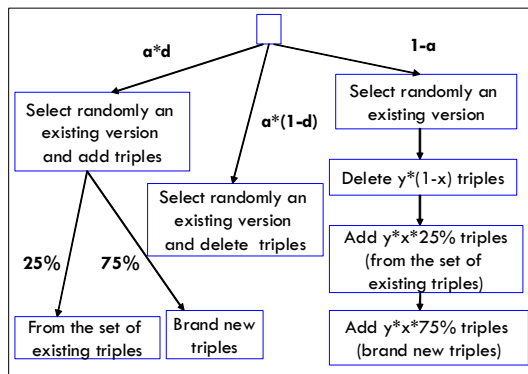 a*d
1-a
a*(1-d)
Select randomly an
existing version
and add triples
Select randomly an
existing version
and delete triples
Select randomly an
existing version
Delete y*(1-x) triples
Add y*x*25% triples
(from the set of
existing triples)
Add y*x*75% triples
(brand new triples)
25%
75%
From the set of
existing triples
Brand new
triples